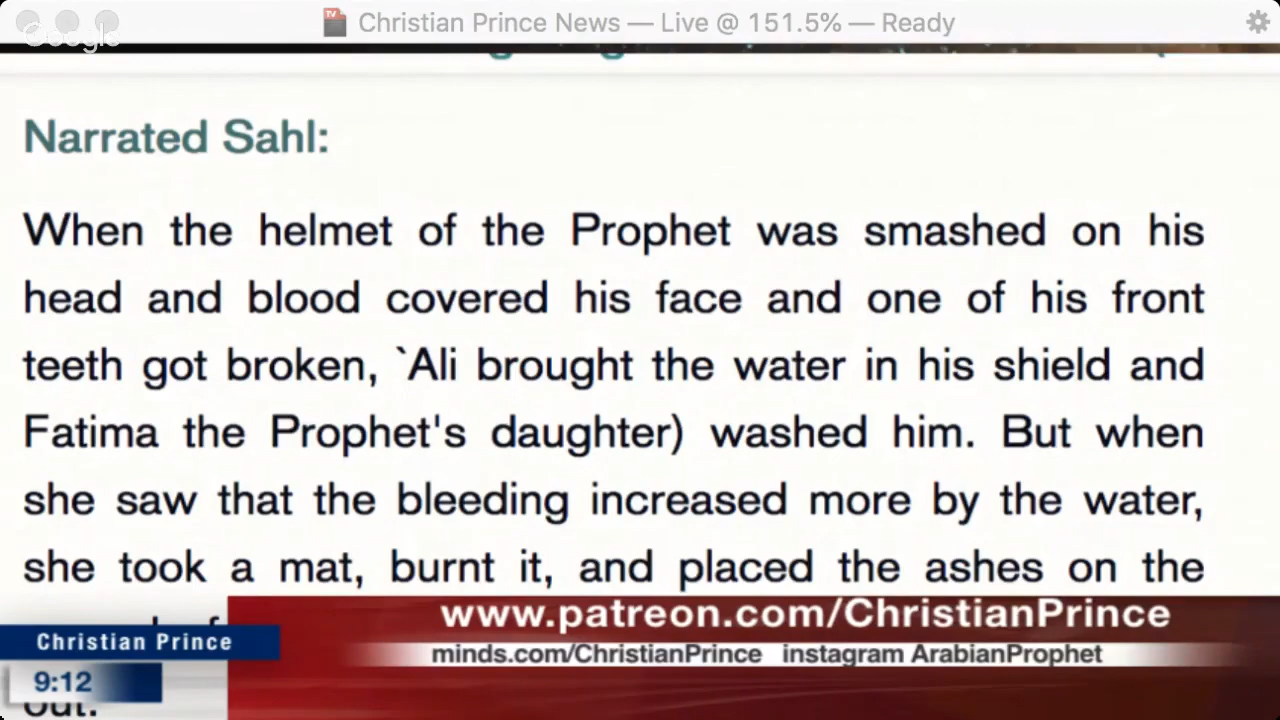 Christian Prince News — Live @ 151.5% — Ready
Google
Narrated Sahl:
When the helmet of the Prophet was smashed on his
head and blood covered his face and one of his front
teeth got broken, `Ali brought the water in his shield and
Fatima the Prophet's daughter) washed him. But when
she saw that the bleeding increased more by the water,
she took a mat, burnt it, and placed the ashes on the
www.patreon.com/ChristianPrince
Christian Prince
minds.com/ChristianPrince instagram ArabianProphet
9:12
out.